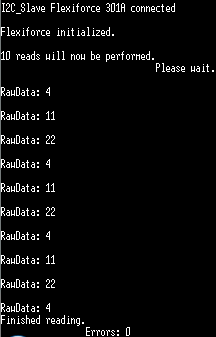 I2C_Slave Flexiforce 301A connected
Flexiforce initialized.
10 reads will now be performed.
Please wait.
RawData: 4
RawData: 11
RawData: 22
RawData: 4
RawData: 11
RawData: 22
RawData: 4
RawData: 11
RawData: 22
RawData: 4
Finished reading.
Errors: 0